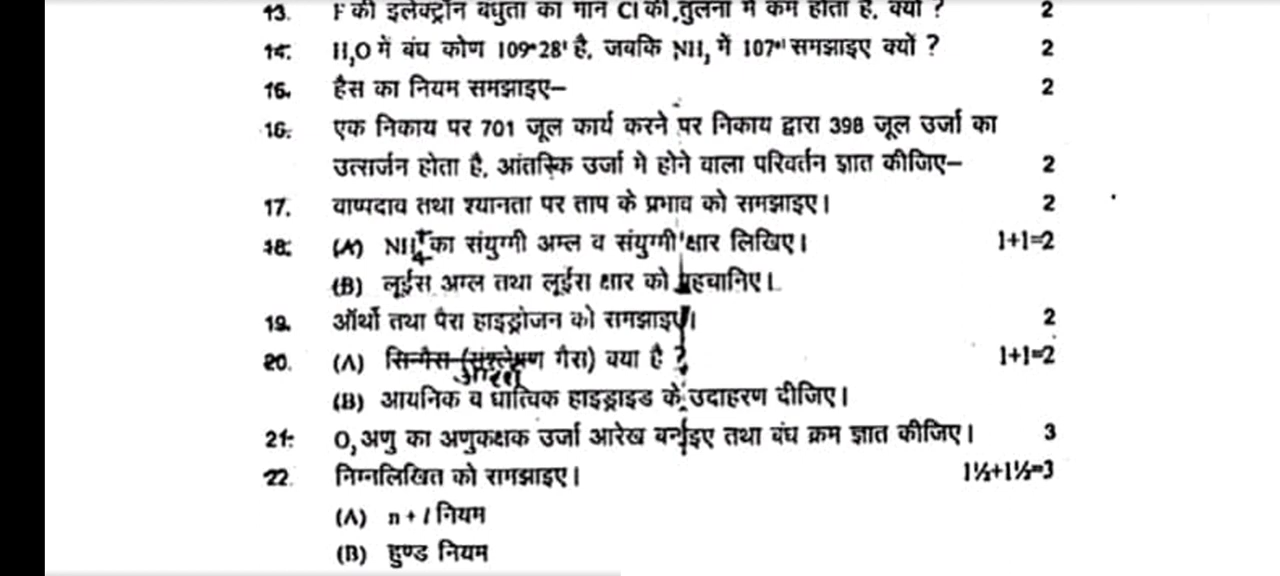 13. F की इलेक्ट्रॉन बंधुता का मान Cl की तुलना में कम होता है, क्यों ? 2
14. H₂O में बंध कोण 109°28' है, जबकि NH₃ में 107° समझाइए क्यों ? 2
15. हैस का नियम समझाइए– 2
16. एक निकाय पर 701 जूल कार्य करने पर निकाय द्वारा 398 जूल उर्जा का
उत्सर्जन होता है, आंतरिक उर्जा मे होने वाला परिवर्तन ज्ञात कीजिए– 2
17. वाष्पदाव तथा श्यानता पर ताप के प्रभाव को समझाइए। 2
18. (A) NH₄⁺ का संयुग्मी अम्ल व संयुग्मी क्षार लिखिए। 1+1=2
(B) लूईस अम्ल तथा लूईस क्षार को पहचानिए।
19. ऑर्थो तथा पैरा हाइड्रोजन को समझाइए। 2
20. (A) सिन्गैस (संश्लेषण गैस) क्या है ? 1+1=2
(B) आयनिक व धात्विक हाइड्राइड के उदाहरण दीजिए।
21. O₂ अणु का अणुकक्षक उर्जा आरेख बनाइए तथा बंध क्रम ज्ञात कीजिए। 3
22. निम्नलिखित को समझाइए। 1½+1½=3
(A) n + l नियम
(B) हुण्ड नियम